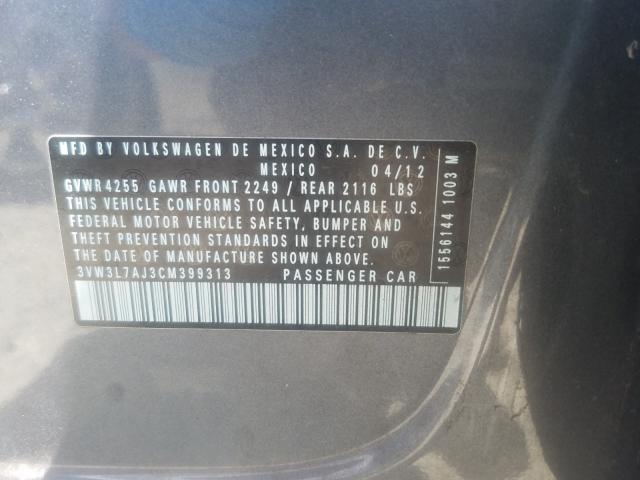 MFD BY VOLKSWAGEN DE MEXICO S.A. DE C.V.
MEXICO 04/12
GVWR 4255 GAWR FRONT 2249 / REAR 2116 LBS
THIS VEHICLE CONFORMS TO ALL APPLICABLE U.S.
FEDERAL MOTOR VEHICLE SAFETY, BUMPER AND
THEFT PREVENTION STANDARDS IN EFFECT ON
THE DATE OF MANUFACTURE SHOWN ABOVE.
3VW3L7AJ3CM399313 PASSENGER CAR
1556144 1003 M